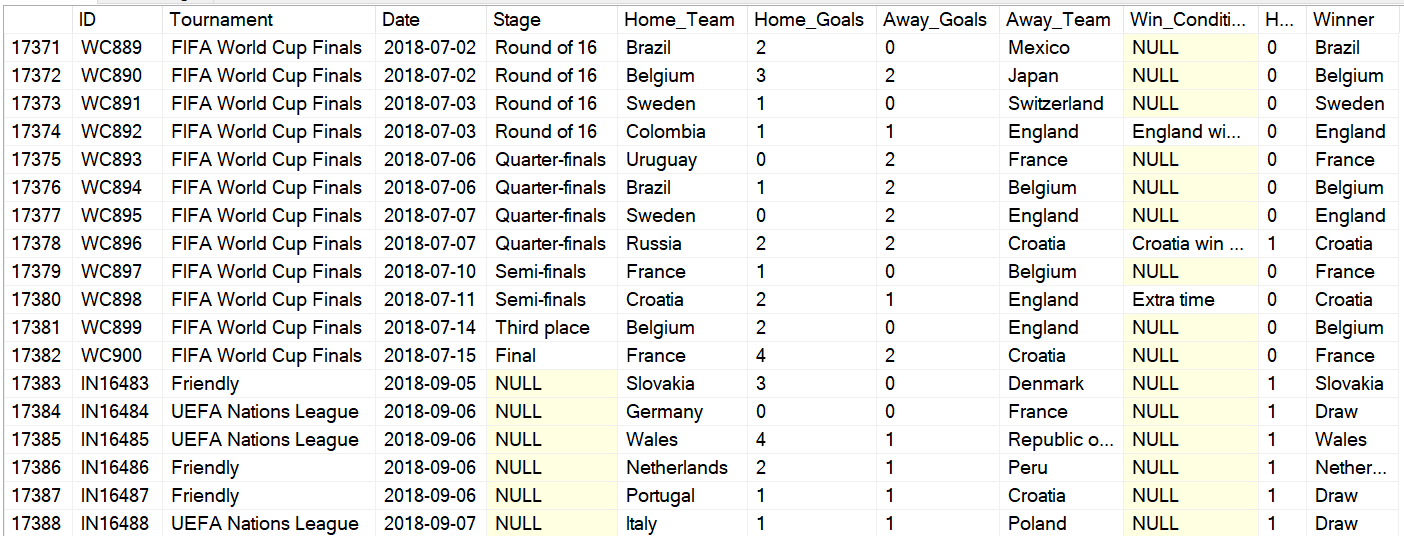 ID Tournament Date Stage Home_Team Home_Goals Away_Goals Away_Team Win_Conditi... H... Winner
17371 WC889 FIFA World Cup Finals 2018-07-02 Round of 16 Brazil 2 0 Mexico NULL 0 Brazil
17372 WC890 FIFA World Cup Finals 2018-07-02 Round of 16 Belgium 3 2 Japan NULL 0 Belgium
17373 WC891 FIFA World Cup Finals 2018-07-03 Round of 16 Sweden 1 0 Switzerland NULL 0 Sweden
17374 WC892 FIFA World Cup Finals 2018-07-03 Round of 16 Colombia 1 1 England England wi... 0 England
17375 WC893 FIFA World Cup Finals 2018-07-06 Quarter-finals Uruguay 0 2 France NULL 0 France
17376 WC894 FIFA World Cup Finals 2018-07-06 Quarter-finals Brazil 1 2 Belgium NULL 0 Belgium
17377 WC895 FIFA World Cup Finals 2018-07-07 Quarter-finals Sweden 0 2 England NULL 0 England
17378 WC896 FIFA World Cup Finals 2018-07-07 Quarter-finals Russia 2 2 Croatia Croatia win ... 1 Croatia
17379 WC897 FIFA World Cup Finals 2018-07-10 Semi-finals France 1 0 Belgium NULL 0 France
17380 WC898 FIFA World Cup Finals 2018-07-11 Semi-finals Croatia 2 1 England Extra time 0 Croatia
17381 WC899 FIFA World Cup Finals 2018-07-14 Third place Belgium 2 0 England NULL 0 Belgium
17382 WC900 FIFA World Cup Finals 2018-07-15 Final France 4 2 Croatia NULL 0 France
17383 IN16483 Friendly 2018-09-05 NULL Slovakia 3 0 Denmark NULL 1 Slovakia
17384 IN16484 UEFA Nations League 2018-09-06 NULL Germany 0 0 France NULL 1 Draw
17385 IN16485 UEFA Nations League 2018-09-06 NULL Wales 4 1 Republic o... NULL 1 Wales
17386 IN16486 Friendly 2018-09-06 NULL Netherlands 2 1 Peru NULL 1 Nether...
17387 IN16487 Friendly 2018-09-06 NULL Portugal 1 1 Croatia NULL 1 Draw
17388 IN16488 UEFA Nations League 2018-09-07 NULL Italy 1 1 Poland NULL 1 Draw